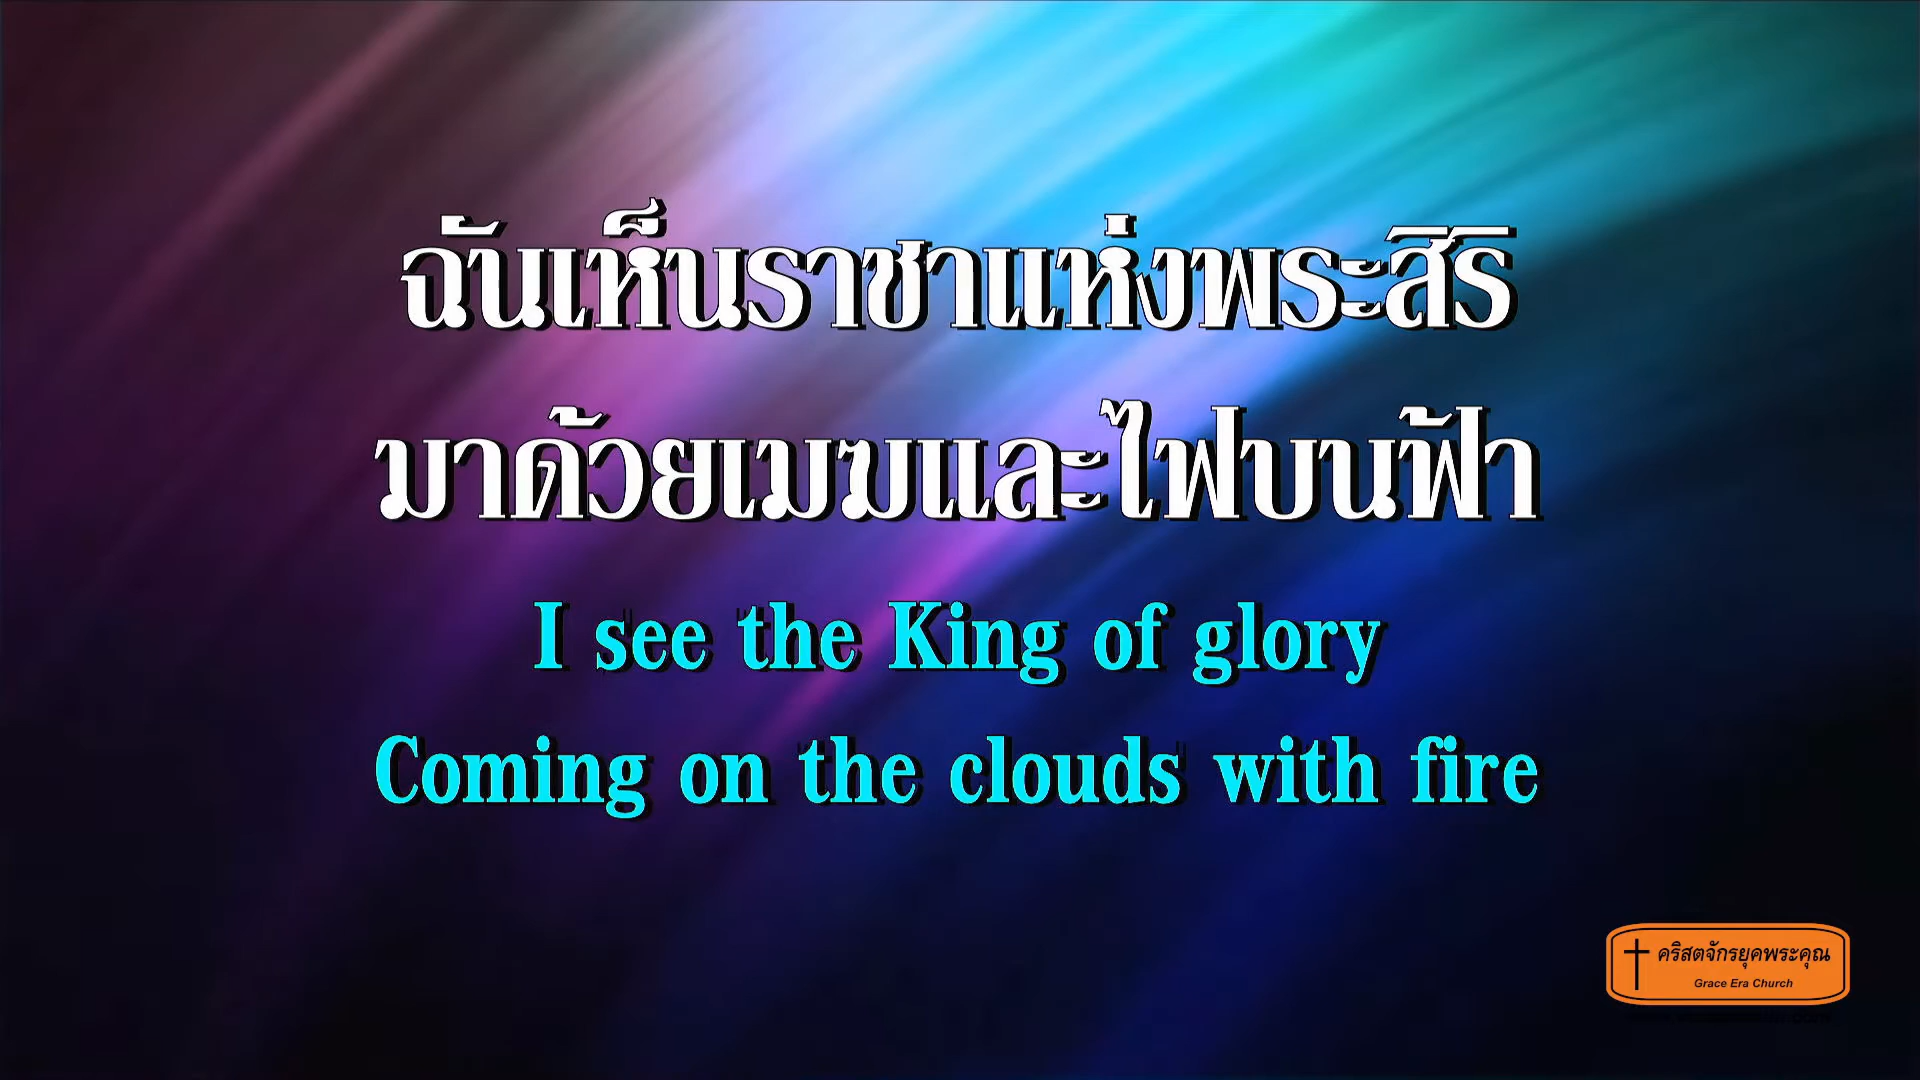 ฉันเห็นราชาแห่งพระสิริ
มาด้วยเมฆและไฟบนฟ้า
I see the King of glory
Coming on the clouds with fire
คริสตจักรยุคพระคุณ
Grace Era Church